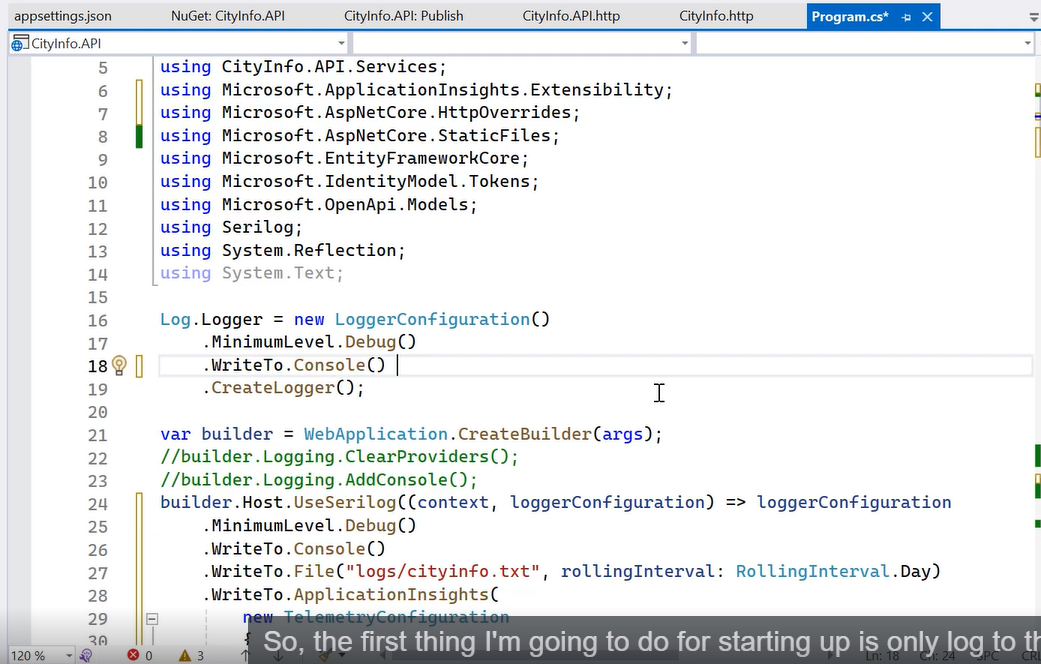 appsettings.json NuGet: CityInfo.API CityInfo.API: Publish CityInfo.API.http CityInfo.http Program.cs*
CityInfo.API
5 using CityInfo.API.Services;
6 using Microsoft.ApplicationInsights.Extensibility;
7 using Microsoft.AspNetCore.HttpOverrides;
8 using Microsoft.AspNetCore.StaticFiles;
9 using Microsoft.EntityFrameworkCore;
10 using Microsoft.IdentityModel.Tokens;
11 using Microsoft.OpenApi.Models;
12 using Serilog;
13 using System.Reflection;
14 using System.Text;
15
16 Log.Logger = new LoggerConfiguration()
17 .MinimumLevel.Debug()
18 .WriteTo.Console()
19 .CreateLogger();
20
21 var builder = WebApplication.CreateBuilder(args);
22 //builder.Logging.ClearProviders();
23 //builder.Logging.AddConsole();
24 builder.Host.UseSerilog((context, loggerConfiguration) => loggerConfiguration
25 .MinimumLevel.Debug()
26 .WriteTo.Console()
27 .WriteTo.File("logs/cityinfo.txt", rollingInterval: RollingInterval.Day)
28 .WriteTo.ApplicationInsights(
29 new TelemetryConfiguration
30 {
So, the first thing I'm going to do for starting up is only log to
120 % 0 3 Ln: 18 Ch: 24 SPC